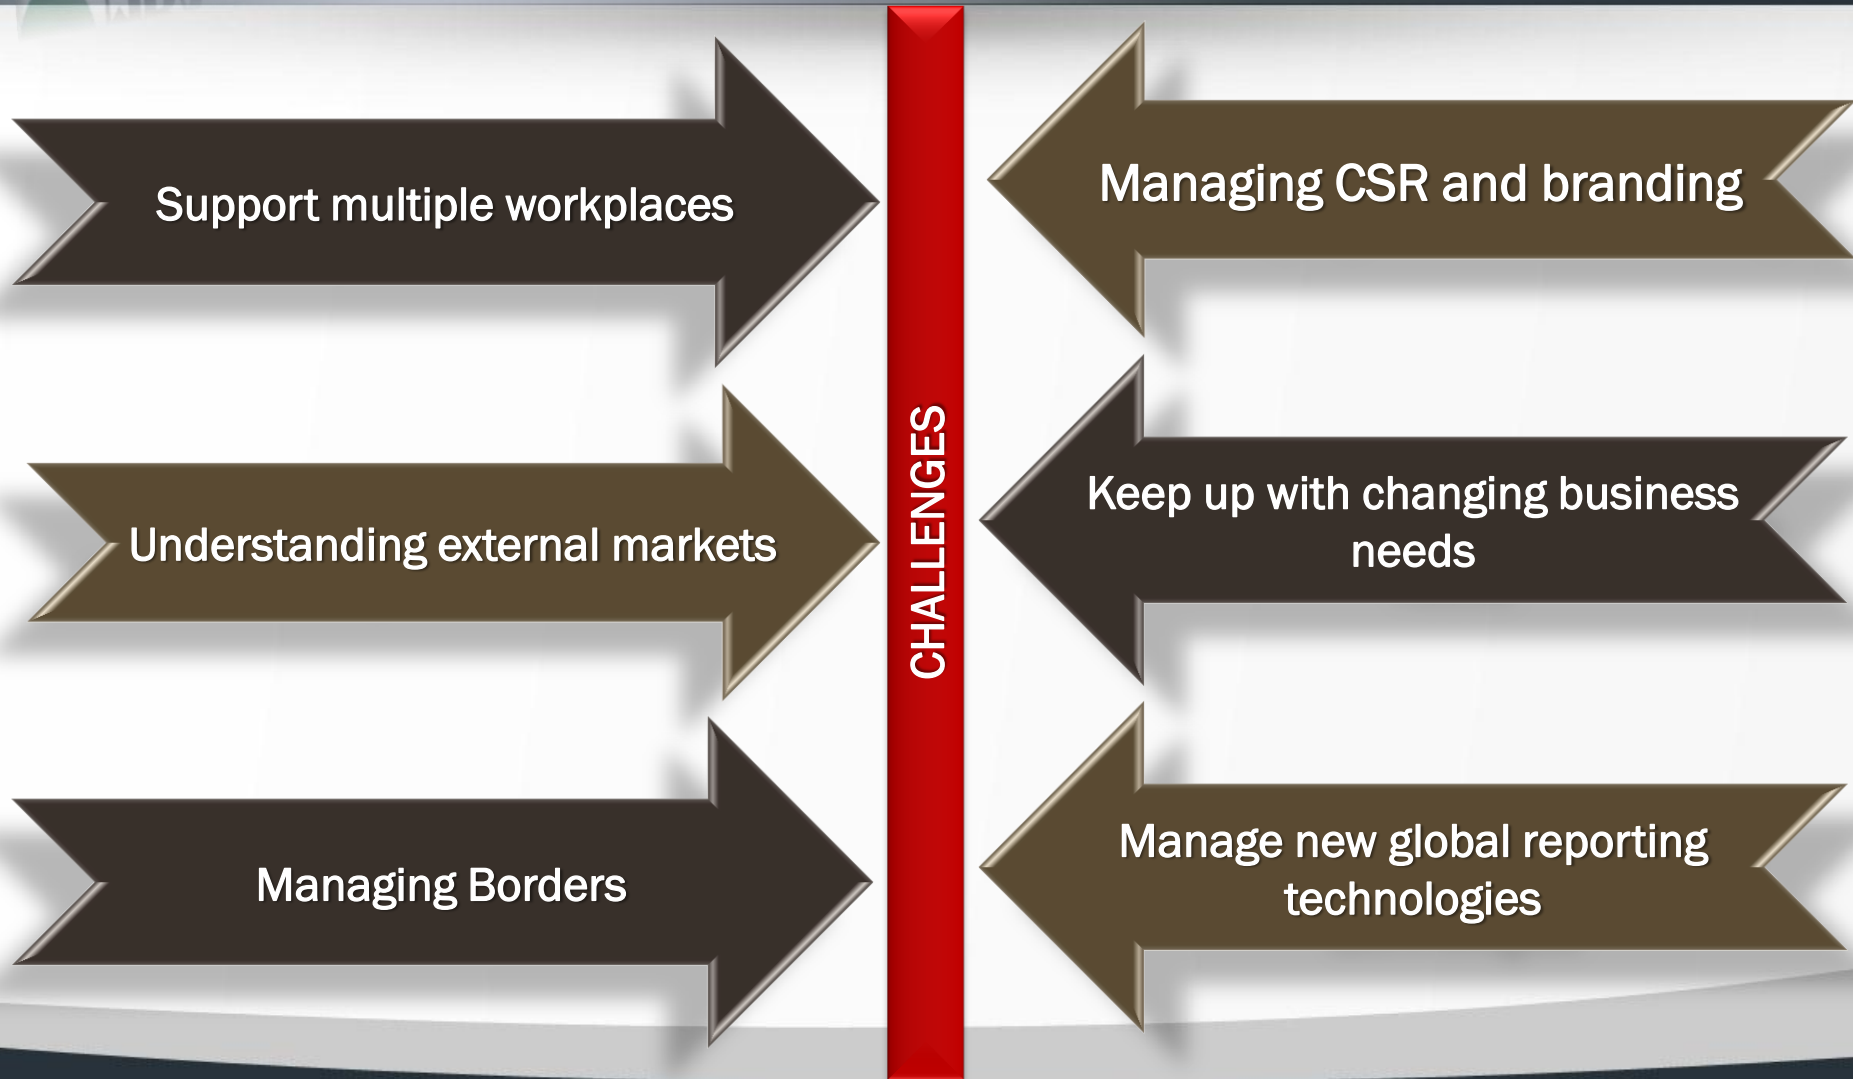 Support multiple workplaces
Understanding external markets
Managing Borders
CHALLENGES
Managing CSR and branding
Keep up with changing business
needs
Manage new global reporting
technologies